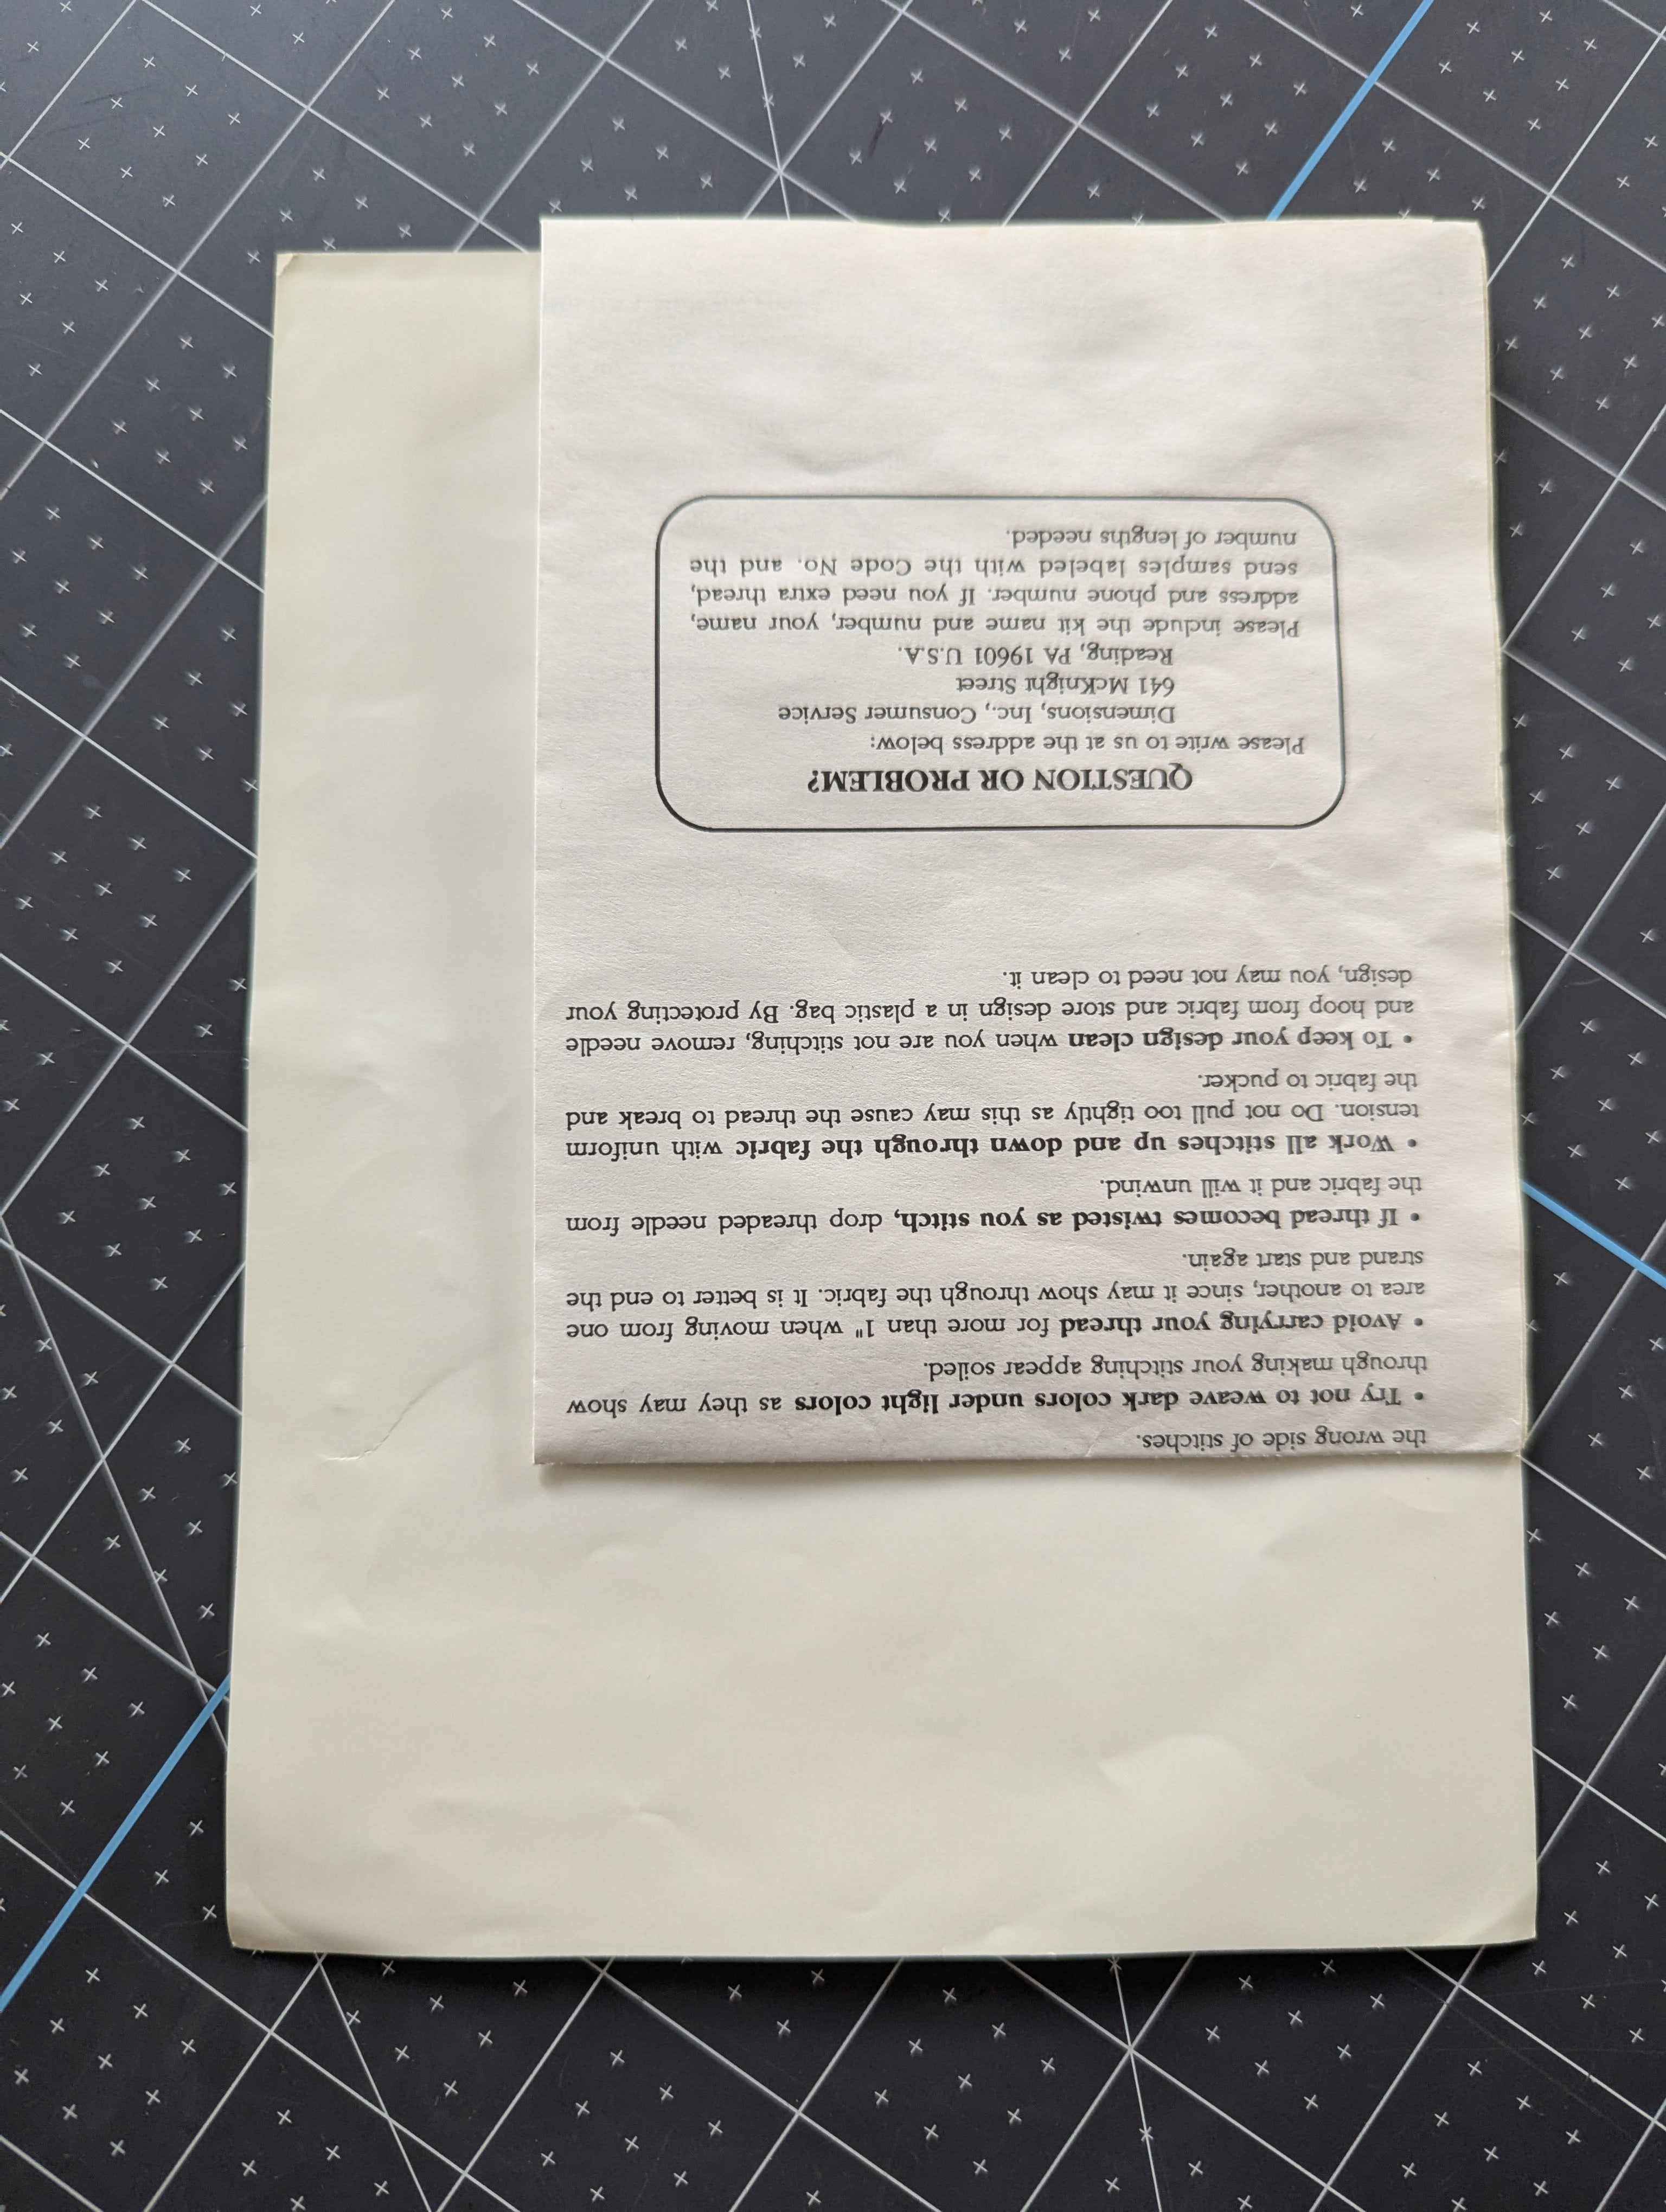 the wrong side of stitches.
• Try not to weave dark colors under light colors as they may show
through making your stitching appear soiled.
• Avoid carrying your thread for more than 1" when moving from one
area to another, since it may show through the fabric. It is better to end the
strand and start again.
• If thread becomes twisted as you stitch, drop threaded needle from
the fabric and it will unwind.
• Work all stitches up and down through the fabric with uniform
tension. Do not pull too tightly as this may cause the thread to break and
the fabric to pucker.
• To keep your design clean when you are not stitching, remove needle
and hoop from fabric and store design in a plastic bag. By protecting your
design, you may not need to clean it.
QUESTION OR PROBLEM?
Please write to us at the address below:
Dimensions, Inc., Consumer Service
641 McKnight Street
Reading, PA 19601 U.S.A.
Please include the kit name and number, your name,
address and phone number. If you need extra thread,
send samples labeled with the Code No. and the
number of lengths needed.